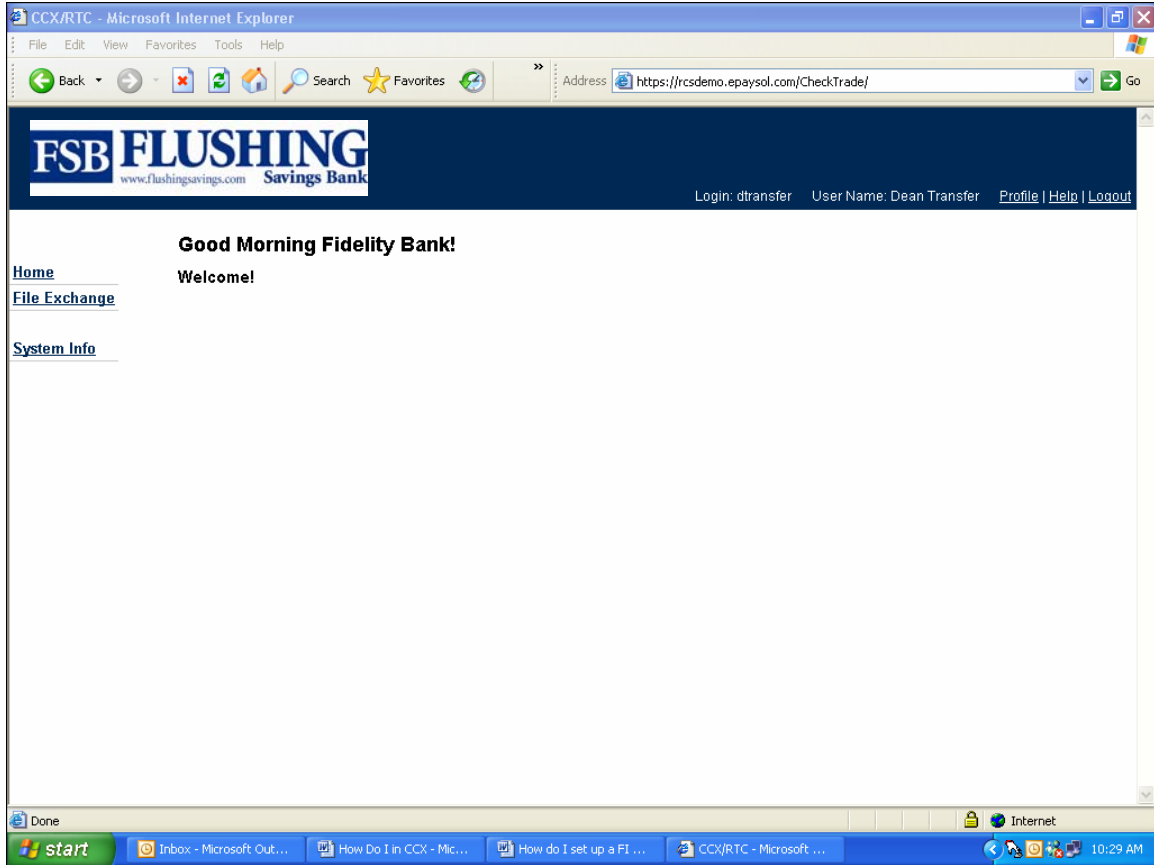 CCX/RTC - Microsoft Internet Explorer
File Edit View Favorites Tools Help
Back Search Favorites » Address https://rcsdemo.epaysol.com/CheckTrade/ Go
FSB FLUSHING
www.flushingsavings.com Savings Bank
Login: dtransfer User Name: Dean Transfer Profile | Help | Logout
Good Morning Fidelity Bank!
Home
Welcome!
File Exchange
System Info
Done Internet
start Inbox - Microsoft Out... How Do I in CCX - Mic... How do I set up a FI ... CCX/RTC - Microsoft ... 10:29 AM